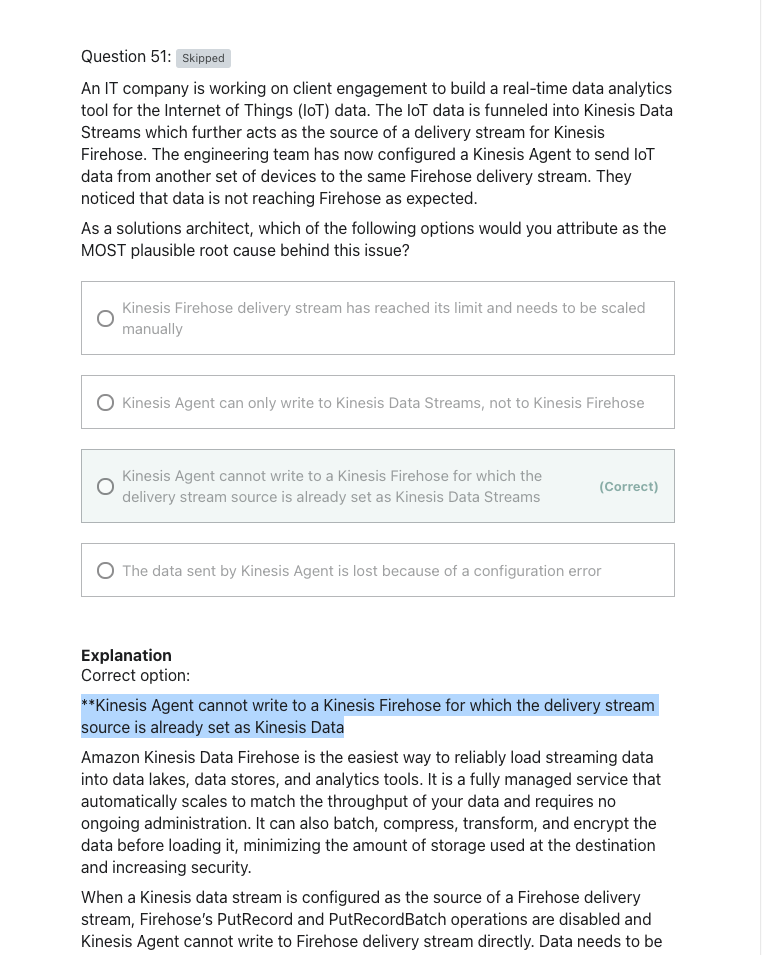 Question 51: Skipped
An IT company is working on client engagement to build a real-time data analytics
tool for the Internet of Things (IoT) data. The IoT data is funneled into Kinesis Data
Streams which further acts as the source of a delivery stream for Kinesis
Firehose. The engineering team has now configured a Kinesis Agent to send IoT
data from another set of devices to the same Firehose delivery stream. They
noticed that data is not reaching Firehose as expected.
As a solutions architect, which of the following options would you attribute as the
MOST plausible root cause behind this issue?
Kinesis Firehose delivery stream has reached its limit and needs to be scaled
manually
Kinesis Agent can only write to Kinesis Data Streams, not to Kinesis Firehose
Kinesis Agent cannot write to a Kinesis Firehose for which the
delivery stream source is already set as Kinesis Data Streams
(Correct)
The data sent by Kinesis Agent is lost because of a configuration error
Explanation
Correct option:
**Kinesis Agent cannot write to a Kinesis Firehose for which the delivery stream
source is already set as Kinesis Data
Amazon Kinesis Data Firehose is the easiest way to reliably load streaming data
into data lakes, data stores, and analytics tools. It is a fully managed service that
automatically scales to match the throughput of your data and requires no
ongoing administration. It can also batch, compress, transform, and encrypt the
data before loading it, minimizing the amount of storage used at the destination
and increasing security.
When a Kinesis data stream is configured as the source of a Firehose delivery
stream, Firehose’s PutRecord and PutRecordBatch operations are disabled and
Kinesis Agent cannot write to Firehose delivery stream directly. Data needs to be